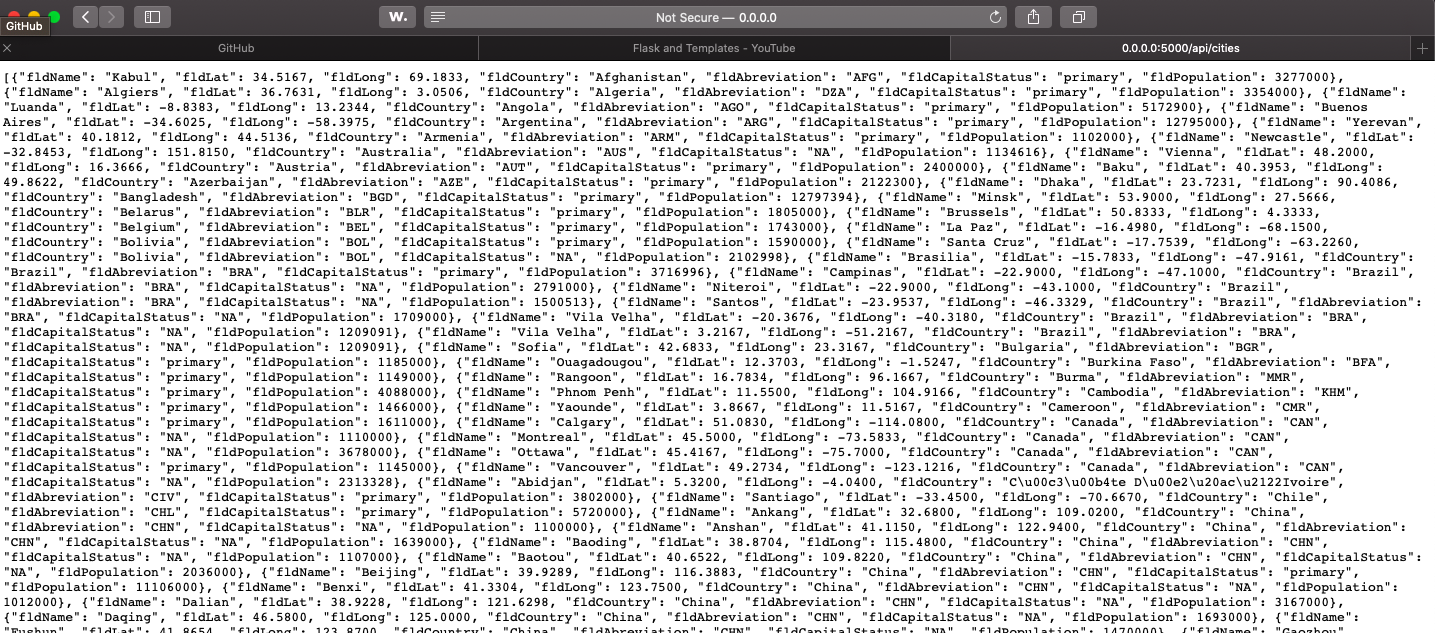 W.
Not Secure — 0.0.0.0
GitHub
GitHub
Flask and Templates - YouTube
0.0.0.0:5000/api/cities
[{"fldName": "Kabul", "fldLat": 34.5167, "fldLong": 69.1833, "fldCountry": "Afghanistan", "fldAbreviation": "AFG", "fldCapitalStatus": "primary", "fldPopulation": 3277000},
{"fldName": "Algiers", "fldLat": 36.7631, "fldLong": 3.0506, "fldCountry": "Algeria", "fldAbreviation": "DZA", "fldCapitalStatus": "primary", "fldPopulation": 3354000}, {"fldName":
"Luanda", "fldLat": -8.8383, "fldLong": 13.2344, "fldCountry": "Angola", "fldAbreviation": "AGO", "fldCapitalStatus": "primary", "fldPopulation": 5172900}, {"fldName": "Buenos
Aires", "fldLat": -34.6025, "fldLong": -58.3975, "fldCountry": "Argentina", "fldAbreviation": "ARG", "fldCapitalStatus": "primary", "fldPopulation": 12795000}, {"fldName": "Yerevan",
"fldLat": 40.1812, "fldLong": 44.5136, "fldCountry": "Armenia", "fldAbreviation": "ARM", "fldCapitalStatus": "primary", "fldPopulation": 1102000}, {"fldName": "Newcastle", "fldLat":
-32.8453, "fldLong": 151.8150, "fldCountry": "Australia", "fldAbreviation": "AUS", "fldCapitalStatus": "NA", "fldPopulation": 1134616}, {"fldName": "Vienna", "fldLat": 48.2000,
"fldLong": 16.3666, "fldCountry": "Austria", "fldAbreviation": "AUT", "fldCapitalStatus": "primary", "fldPopulation": 2400000}, {"fldName": "Baku", "fldLat": 40.3953, "fldLong":
49.8622, "fldCountry": "Azerbaijan", "fldAbreviation": "AZE", "fldCapitalStatus": "primary", "fldPopulation": 2122300}, {"fldName": "Dhaka", "fldLat": 23.7231, "fldLong": 90.4086,
"fldCountry": "Bangladesh", "fldAbreviation": "BGD", "fldCapitalStatus": "primary", "fldPopulation": 12797394}, {"fldName": "Minsk", "fldLat": 53.9000, "fldLong": 27.5666,
"fldCountry": "Belarus", "fldAbreviation": "BLR", "fldCapitalStatus": "primary", "fldPopulation": 1805000}, {"fldName": "Brussels", "fldLat": 50.8333, "fldLong": 4.3333,
"fldCountry": "Belgium", "fldAbreviation": "BEL", "fldCapitalStatus": "primary", "fldPopulation": 1743000}, {"fldName": "La Paz", "fldLat": -16.4980, "fldLong": -68.1500,
"fldCountry": "Bolivia", "fldAbreviation": "BOL", "fldCapitalStatus": "primary", "fldPopulation": 1590000}, {"fldName": "Santa Cruz", "fldLat": -17.7539, "fldLong": -63.2260,
"fldCountry": "Bolivia", "fldAbreviation": "BOL", "fldCapitalStatus": "NA", "fldPopulation": 2102998}, {"fldName": "Brasilia", "fldLat": -15.7833, "fldLong": -47.9161, "fldCountry":
"Brazil", "fldAbreviation": "BRA", "fldCapitalStatus": "primary", "fldPopulation": 3716996}, {"fldName": "Campinas", "fldLat": -22.9000, "fldLong": -47.1000, "fldCountry": "Brazil",
"fldAbreviation": "BRA", "fldCapitalStatus": "NA", "fldPopulation": 2791000}, {"fldName": "Niteroi", "fldLat": -22.9000, "fldLong": -43.1000, "fldCountry": "Brazil",
"fldAbreviation": "BRA", "fldCapitalStatus": "NA", "fldPopulation": 1500513}, {"fldName": "Santos", "fldLat": -23.9537, "fldLong": -46.3329, "fldCountry": "Brazil", "fldAbreviation":
"BRA", "fldCapitalStatus": "NA", "fldPopulation": 1709000}, {"fldName": "Vila Velha", "fldLat": -20.3676, "fldLong": -40.3180, "fldCountry": "Brazil", "fldAbreviation": "BRA",
"fldCapitalStatus": "NA", "fldPopulation": 1209091}, {"fldName": "Vila Velha", "fldLat": 3.2167, "fldLong": -51.2167, "fldCountry": "Brazil", "fldAbreviation": "BRA",
"fldCapitalStatus": "NA", "fldPopulation": 1209091}, {"fldName": "Sofia", "fldLat": 42.6833, "fldLong": 23.3167, "fldCountry": "Bulgaria", "fldAbreviation": "BGR",
"fldCapitalStatus": "primary", "fldPopulation": 1185000}, {"fldName": "Ouagadougou", "fldLat": 12.3703, "fldLong": -1.5247, "fldCountry": "Burkina Faso", "fldAbreviation": "BFA",
"fldCapitalStatus": "primary", "fldPopulation": 1149000}, {"fldName": "Rangoon", "fldLat": 16.7834, "fldLong": 96.1667, "fldCountry": "Burma", "fldAbreviation": "MMR",
"fldCapitalStatus": "primary", "fldPopulation": 4088000}, {"fldName": "Phnom Penh", "fldLat": 11.5500, "fldLong": 104.9166, "fldCountry": "Cambodia", "fldAbreviation": "KHM",
"fldCapitalStatus": "primary", "fldPopulation": 1466000}, {"fldName": "Yaounde", "fldLat": 3.8667, "fldLong": 11.5167, "fldCountry": "Cameroon", "fldAbreviation": "CMR",
"fldCapitalStatus": "primary", "fldPopulation": 1611000}, {"fldName": "Calgary", "fldLat": 51.0830, "fldLong": -114.0800, "fldCountry": "Canada", "fldAbreviation": "CAN",
"fldCapitalStatus": "NA", "fldPopulation": 1110000}, {"fldName": "Montreal", "fldLat": 45.5000, "fldLong": -73.5833, "fldCountry": "Canada", "fldAbreviation": "CAN",
"fldCapitalStatus": "NA", "fldPopulation": 3678000}, {"fldName": "Ottawa", "fldLat": 45.4167, "fldLong": -75.7000, "fldCountry": "Canada", "fldAbreviation": "CAN",
"fldCapitalStatus": "primary", "fldPopulation": 1145000}, {"fldName": "Vancouver", "fldLat": 49.2734, "fldLong": -123.1216, "fldCountry": "Canada", "fldAbreviation": "CAN",
"fldCapitalStatus": "NA", "fldPopulation": 2313328}, {"fldName": "Abidjan", "fldLat": 5.3200, "fldLong": -4.0400, "fldCountry": "C\u00c3\u00b4te D\u00e2\u20ac\u2122Ivoire",
"fldAbreviation": "CIV", "fldCapitalStatus": "primary", "fldPopulation": 3802000}, {"fldName": "Santiago", "fldLat": -33.4500, "fldLong": -70.6670, "fldCountry": "Chile",
"fldAbreviation": "CHL", "fldCapitalStatus": "primary", "fldPopulation": 5720000}, {"fldName": "Ankang", "fldLat": 32.6800, "fldLong": 109.0200, "fldCountry": "China",
"fldAbreviation": "CHN", "fldCapitalStatus": "NA", "fldPopulation": 1100000}, {"fldName": "Anshan", "fldLat": 41.1150, "fldLong": 122.9400, "fldCountry": "China", "fldAbreviation":
"CHN", "fldCapitalStatus": "NA", "fldPopulation": 1639000}, {"fldName": "Baoding", "fldLat": 38.8704, "fldLong": 115.4800, "fldCountry": "China", "fldAbreviation": "CHN",
"fldCapitalStatus": "NA", "fldPopulation": 1107000}, {"fldName": "Baotou", "fldLat": 40.6522, "fldLong": 109.8220, "fldCountry": "China", "fldAbreviation": "CHN", "fldCapitalStatus":
"NA", "fldPopulation": 2036000}, {"fldName": "Beijing", "fldLat": 39.9289, "fldLong": 116.3883, "fldCountry": "China", "fldAbreviation": "CHN", "fldCapitalStatus": "primary",
"fldPopulation": 11106000}, {"fldName": "Benxi", "fldLat": 41.3304, "fldLong": 123.7500, "fldCountry": "China", "fldAbreviation": "CHN", "fldCapitalStatus": "NA", "fldPopulation":
1012000}, {"fldName": "Dalian", "fldLat": 38.9228, "fldLong": 121.6298, "fldCountry": "China", "fldAbreviation": "CHN", "fldCapitalStatus": "NA", "fldPopulation": 3167000},
{"fldName": "Daqing", "fldLat": 46.5800, "fldLong": 125.0000, "fldCountry": "China", "fldAbreviation": "CHN", "fldCapitalStatus": "NA", "fldPopulation": 1693000}, {"fldName":
"Fushun", "fldLat": 41.8654, "fldLong": 123.8700, "fldCountry": "China", "fldAbreviation": "CHN", "fldCapitalStatus": "NA", "fldPopulation": 1470000}, {"fldName": "Gaozhou",